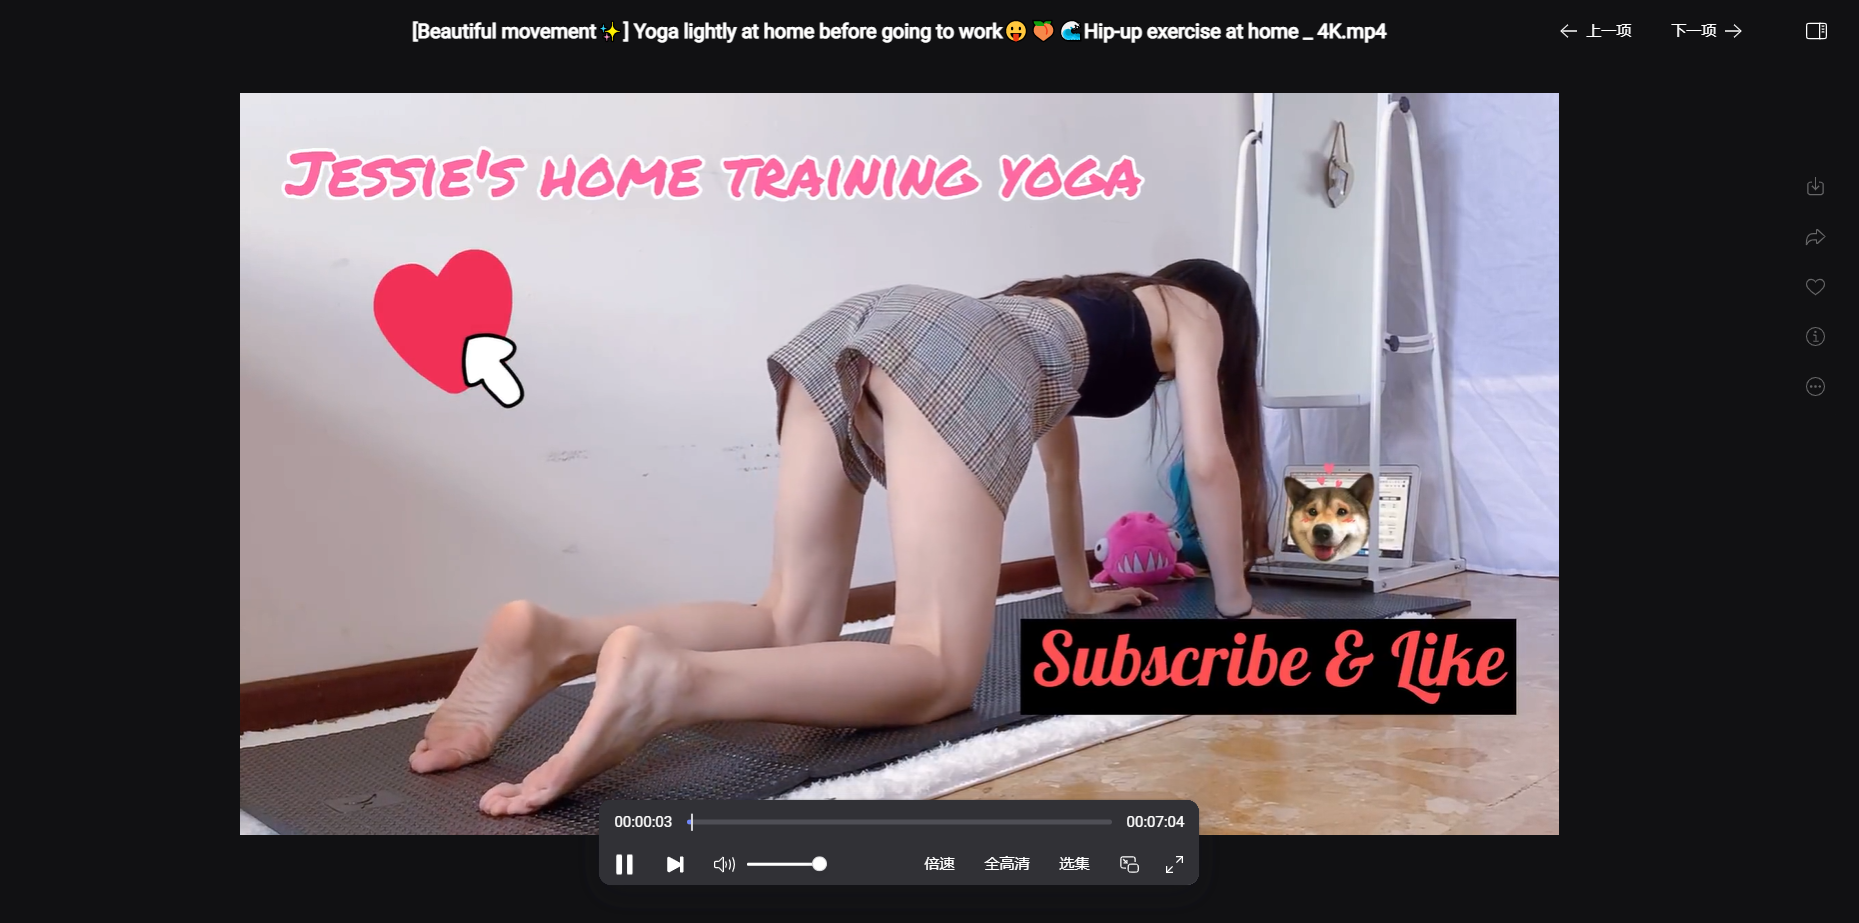 [Beautiful movement✨] Yoga lightly at home before going to work😛 🍑 🌊Hip-up exercise at home _ 4K.mp4
上一项
下一项
JESSIE'S HOME TRAINING YOGA
Subscribe & Like
00:00:03
00:07:04
倍速
全高清
选集